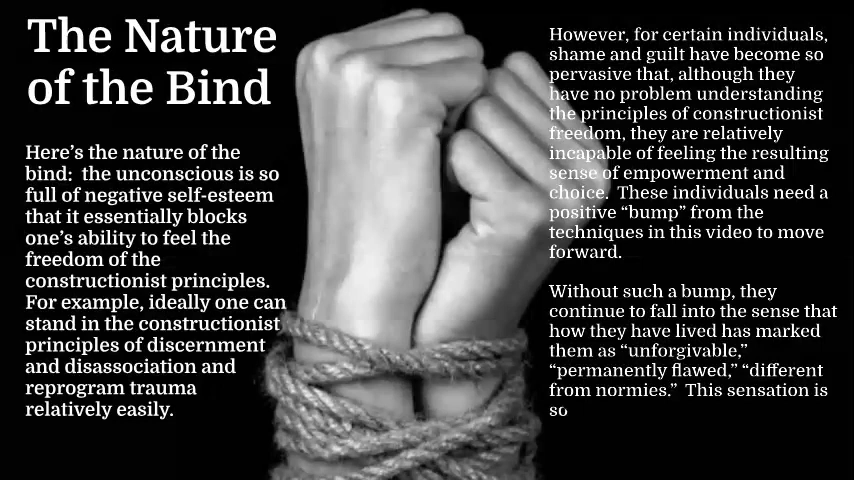 The Nature
of the Bind
Here’s the nature of the
bind:  the unconscious is so
full of negative self-esteem
that it essentially blocks
one’s ability to feel the
freedom of the
constructionist principles.
For example, ideally one can
stand in the constructionist
principles of discernment
and disassociation and
reprogram trauma
relatively easily.
However, for certain individuals,
shame and guilt have become so
pervasive that, although they
have no problem understanding
the principles of constructionist
freedom, they are relatively
incapable of feeling the resulting
sense of empowerment and
choice.  These individuals need a
positive “bump” from the
techniques in this video to move
forward.
Without such a bump, they
continue to fall into the sense that
how they have lived has marked
them as “unforgivable,”
“permanently flawed,” “different
from normies.”  This sensation is
so